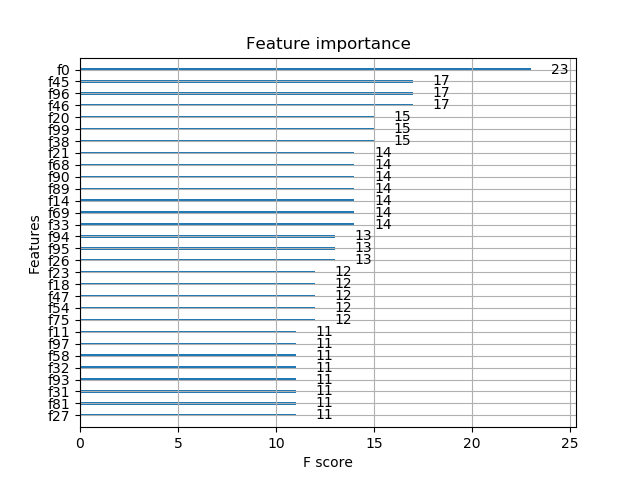 Feature importance
f0 23
f45 17
f96 17
f46 17
f20 15
f99 15
f38 15
f21 14
f68 14
f90 14
f89 14
f14 14
f69 14
f33 14
f94 13
f95 13
f26 13
f23 12
f18 12
f47 12
f54 12
f75 12
f11 11
f97 11
f58 11
f32 11
f93 11
f31 11
f81 11
f27 11
Features
0 5 10 15 20 25
F score